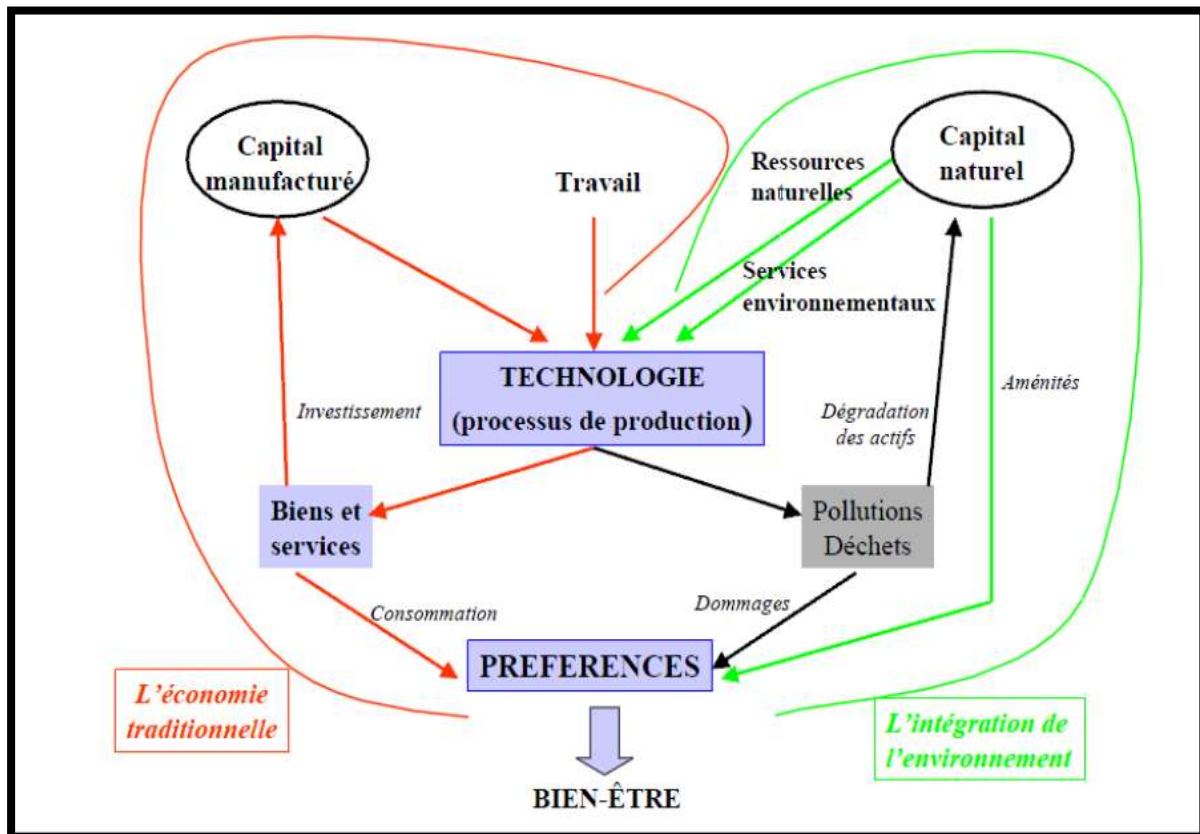 Capital
manufacturé
Travail
Ressources
naturelles
Capital
naturel
Services
environnementaux
TECHNOLOGIE
(processus de production)
Investissement
Dégradation
des actifs
Aménités
Biens et
services
Pollutions
Déchets
Consommation
Dommages
PREFERENCES
L'économie
traditionnelle
L'intégration de
l'environnement
BIEN-ÊTRE